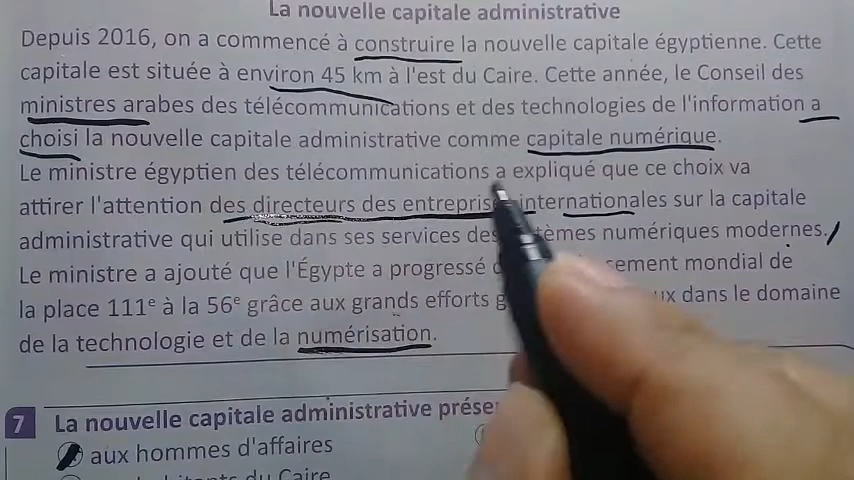 La nouvelle capitale administrative
Depuis 2016, on a commencé à construire la nouvelle capitale égyptienne. Cette
capitale est située à environ 45 km à l'est du Caire. Cette année, le Conseil des
ministres arabes des télécommunications et des technologies de l'information a
choisi la nouvelle capitale administrative comme capitale numérique.
Le ministre égyptien des télécommunications a expliqué que ce choix va
attirer l'attention des directeurs des entreprises internationales sur la capitale
administrative qui utilise dans ses services des tèmes numériques modernes.
Le ministre a ajouté que l'Égypte a progressé sement mondial de
la place 111e à la 56e grâce aux grands efforts g ux dans le domaine
de la technologie et de la numérisation.
7 La nouvelle capitale administrative prése
aux hommes d'affaires
du Caire